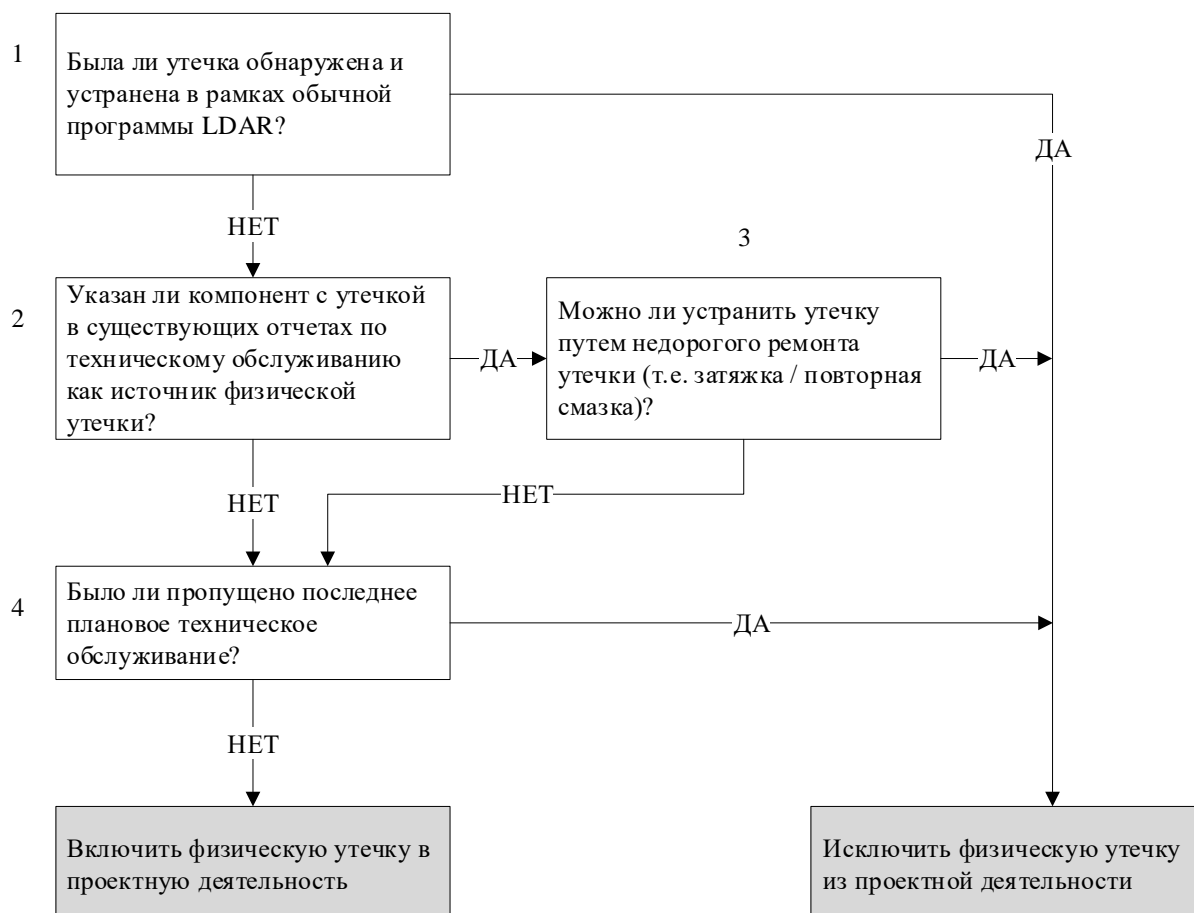 1
Была ли утечка обнаружена и
устранена в рамках обычной
программы LDAR?
ДА
НЕТ
3
2
Указан ли компонент с утечкой
в существующих отчетах по
техническому обслуживанию
как источник физической
утечки?
ДА
Можно ли устранить утечку
путем недорогого ремонта
утечки (т.е. затяжка / повторная
смазка)?
ДА
НЕТ
НЕТ
4
Было ли пропущено последнее
плановое техническое
обслуживание?
ДА
НЕТ
Включить физическую утечку в
проектную деятельность
Исключить физическую утечку
из проектной деятельности